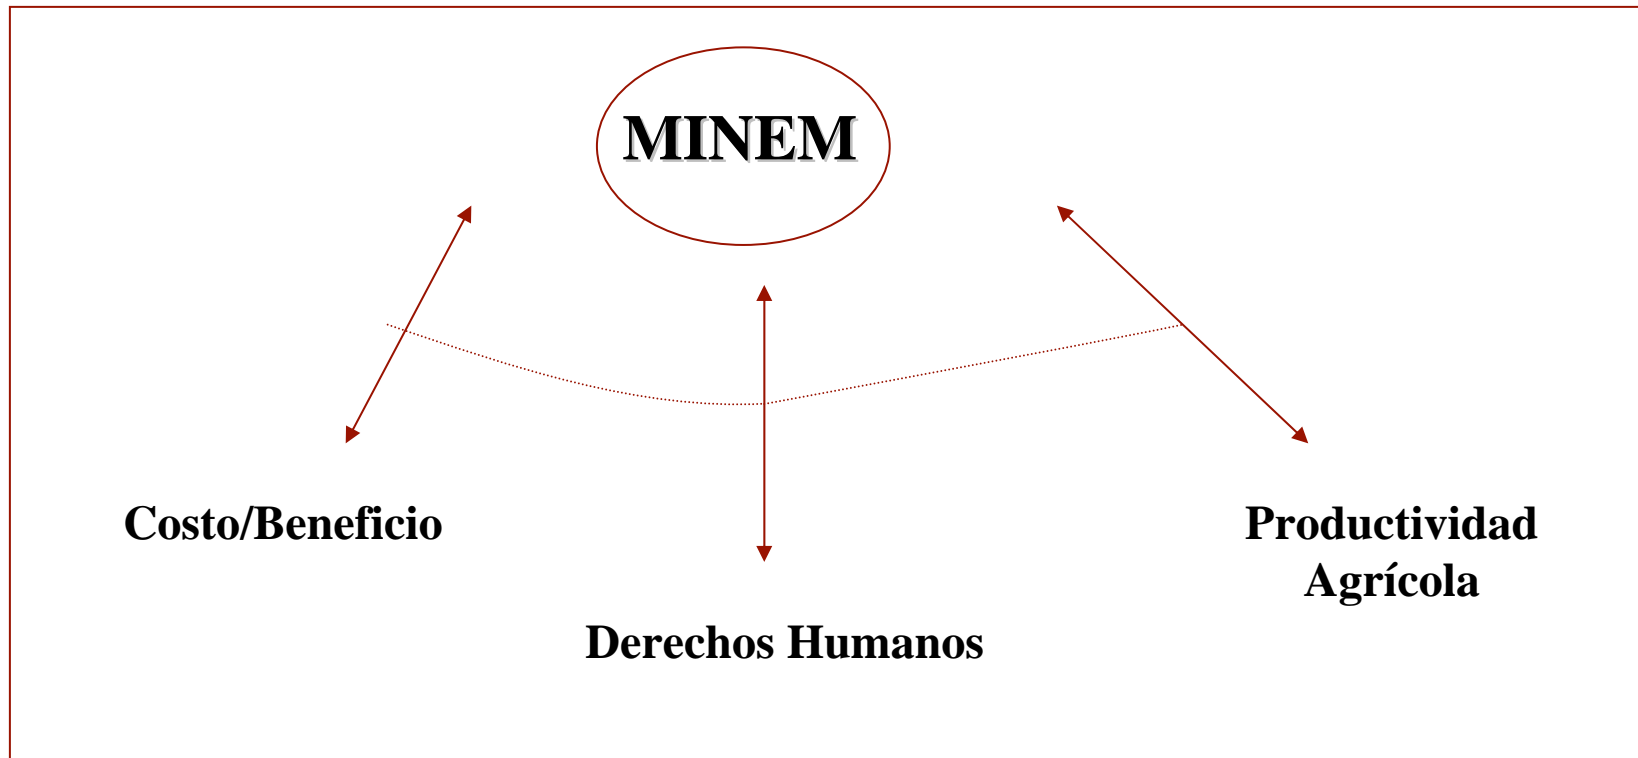 MINEM
Costo/Beneficio
Productividad
Agrícola
Derechos Humanos